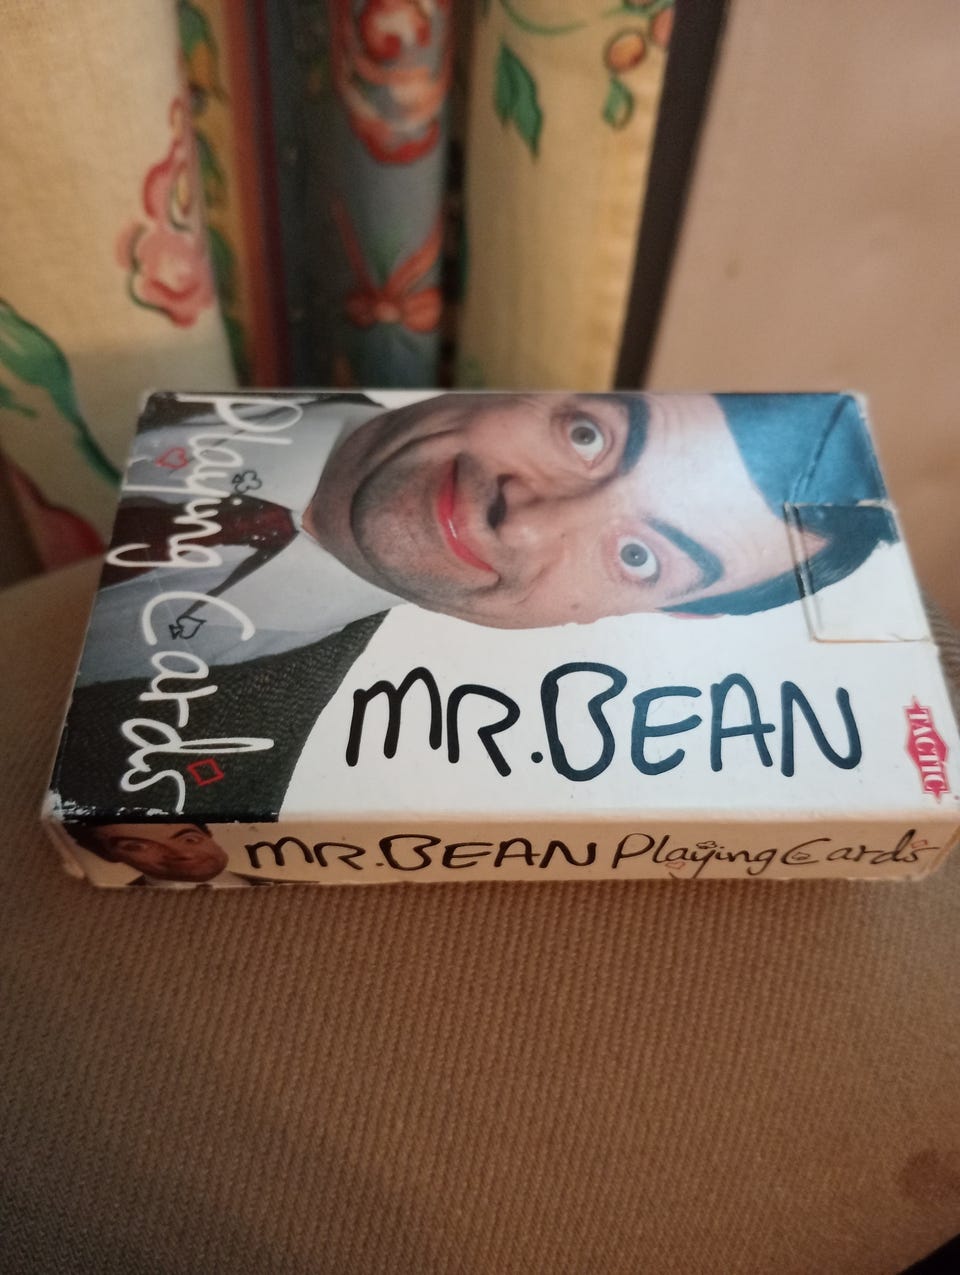 Playing Cards
MR. BEAN
TACTIC
MR. BEAN Playing Cards